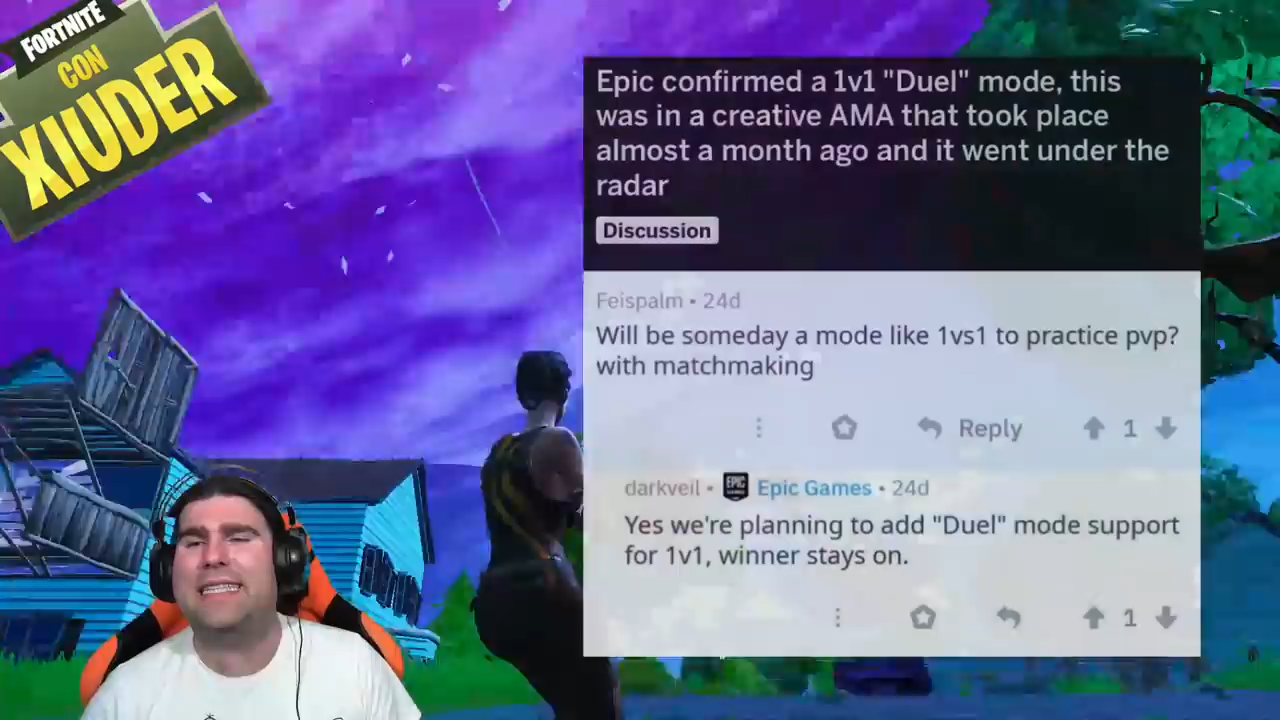 FORTNITE
CON
XIUDER
Epic confirmed a 1v1 "Duel" mode, this
was in a creative AMA that took place
almost a month ago and it went under the
radar
Discussion
Feispalm • 24d
Will be someday a mode like 1vs1 to practice pvp?
with matchmaking
Reply 1
darkveil • EPIC GAMES Epic Games • 24d
Yes we're planning to add "Duel" mode support
for 1v1, winner stays on.
1